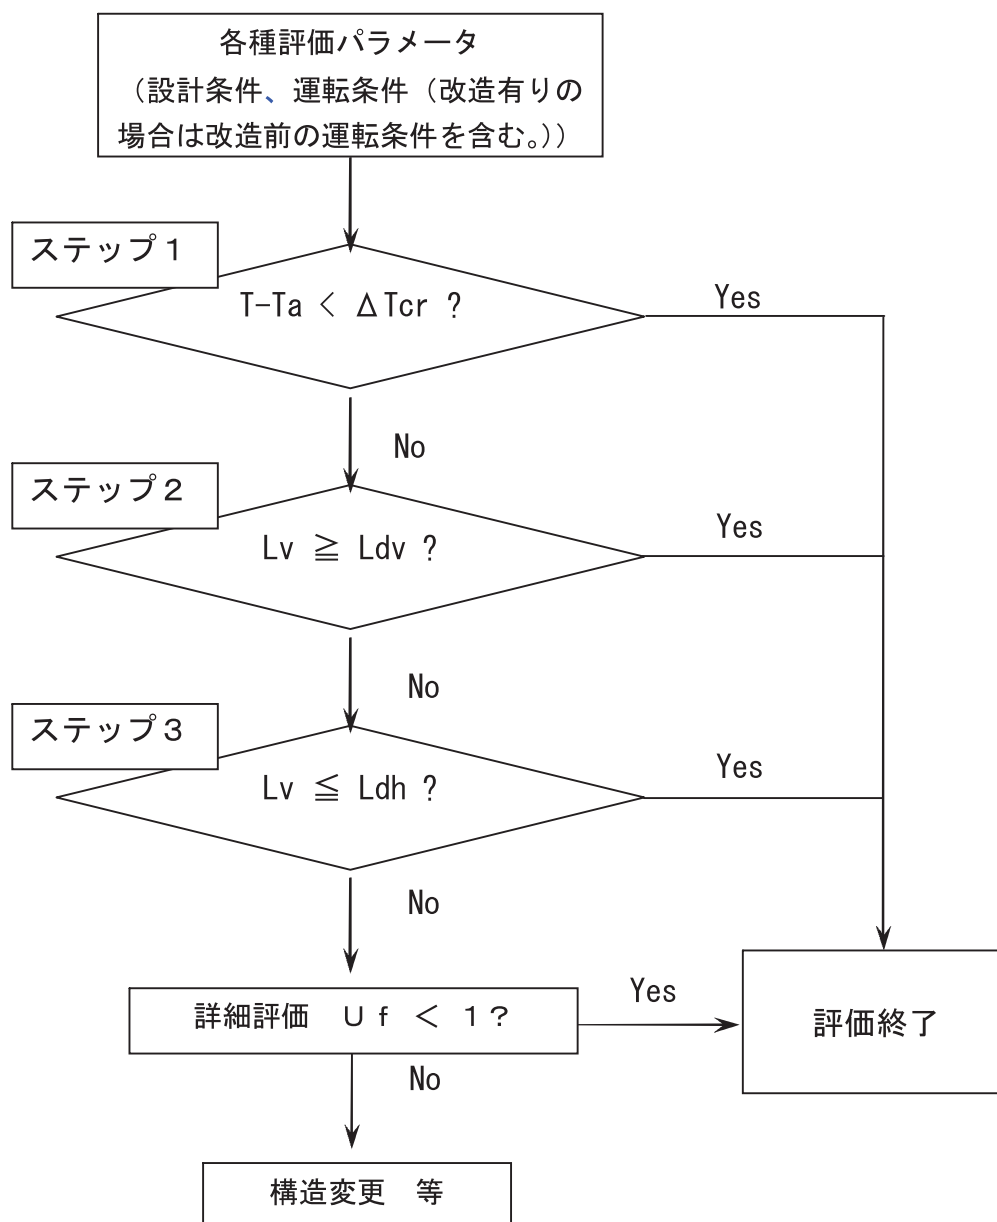 各種評価パラメータ
（設計条件、運転条件（改造有りの
場合は改造前の運転条件を含む。））
ステップ１
T-Ta < ΔTcr ?
Yes
No
ステップ２
Lv ≧ Ldv ?
Yes
No
ステップ３
Lv ≦ Ldh ?
Yes
No
詳細評価　Ｕｆ ＜ １？
Yes
評価終了
No
構造変更　等